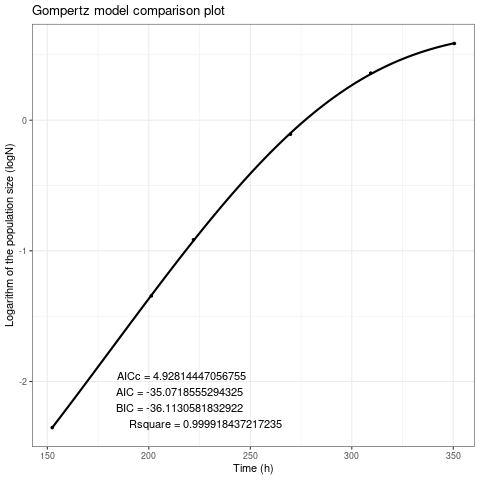 Gompertz model comparison plot
Logarithm of the population size (logN)
0
-1
-2
AICc = 4.92814447056755
AIC = -35.0718555294325
BIC = -36.1130581832922
Rsquare = 0.999918437217235
150
200
250
300
350
Time (h)